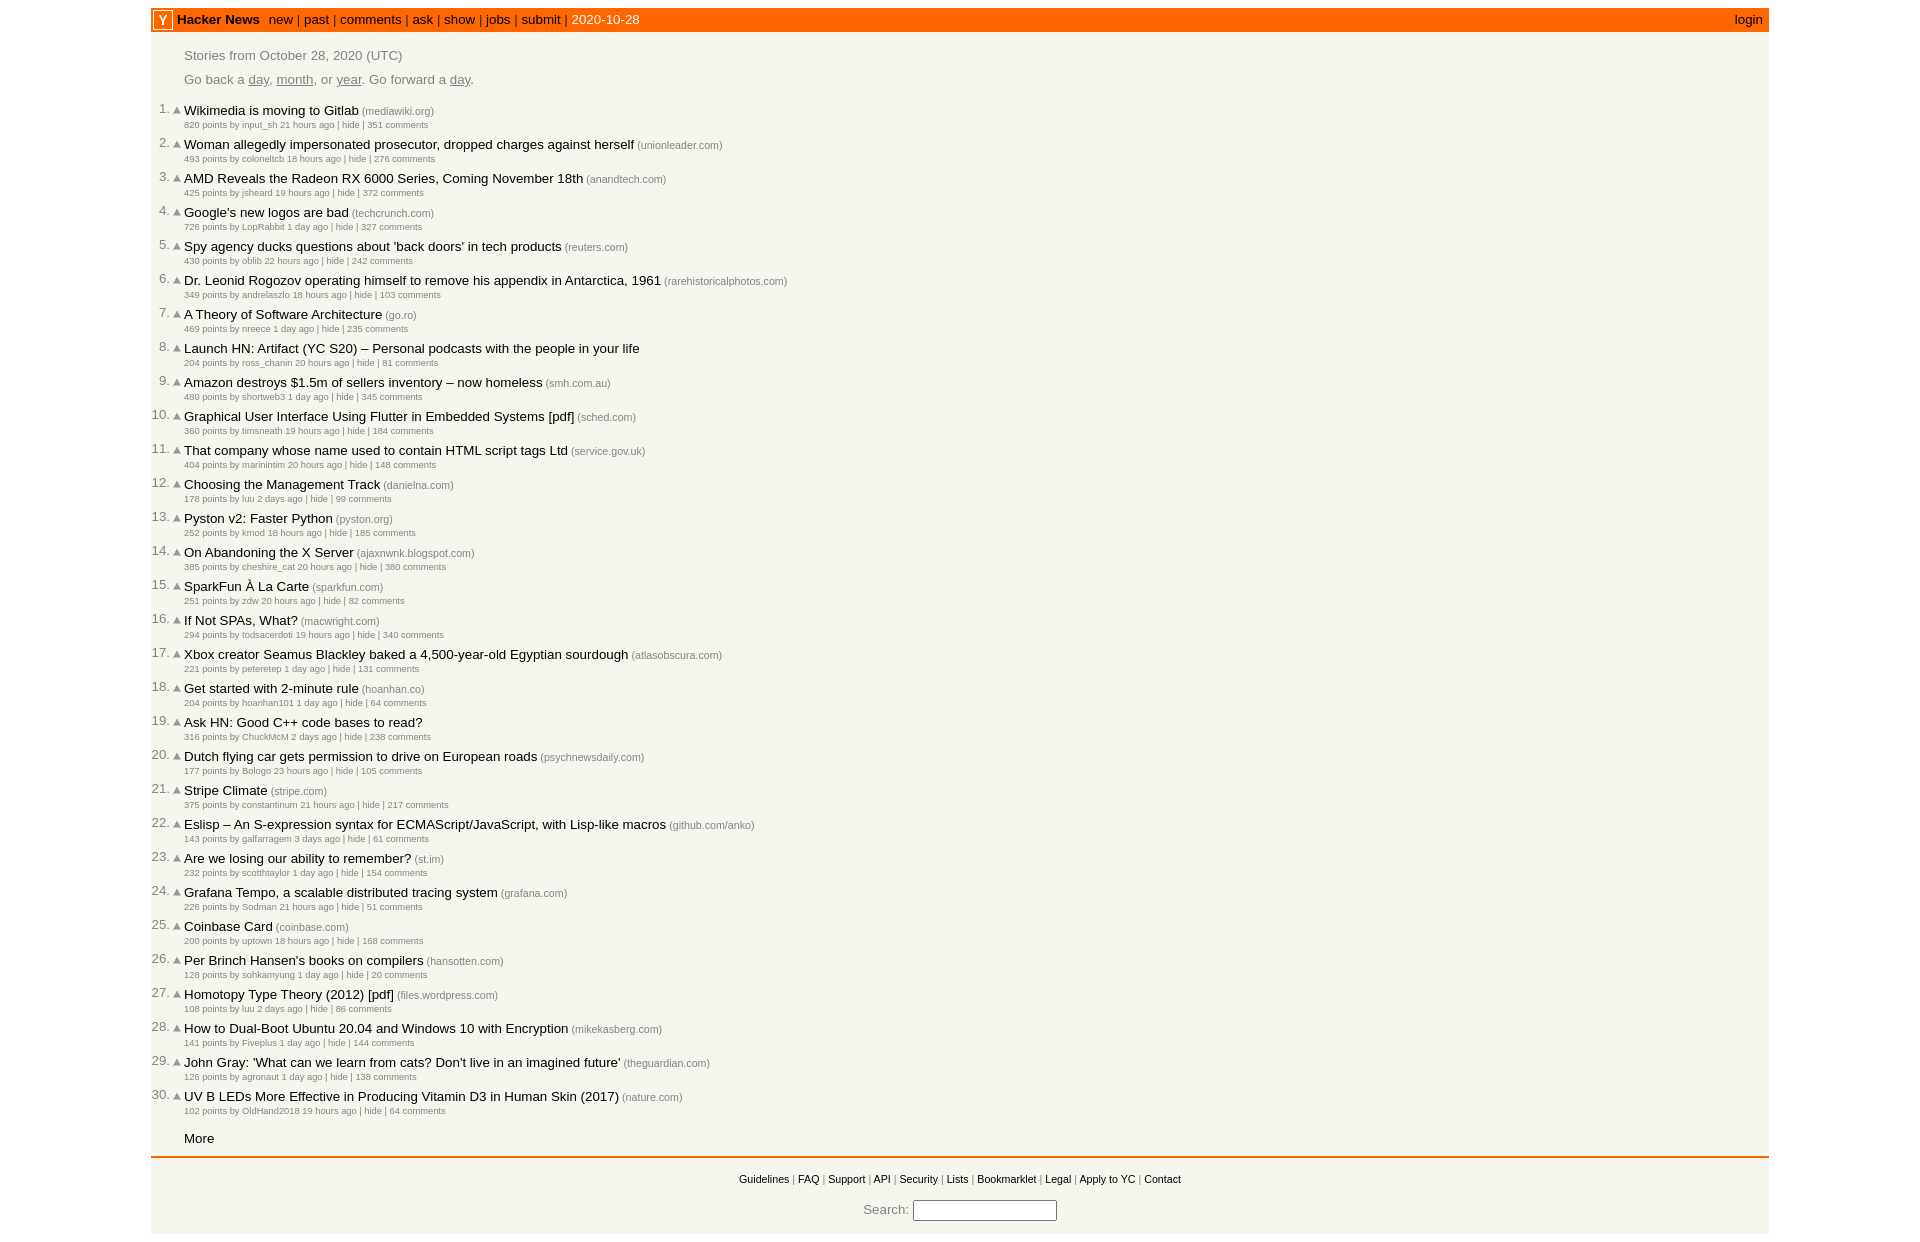 Y Hacker News new | past | comments | ask | show | jobs | submit | 2020-10-28 login
Stories from October 28, 2020 (UTC)
Go back a day, month, or year. Go forward a day.
1. Wikimedia is moving to Gitlab (mediawiki.org)
820 points by input_sh 21 hours ago | hide | 351 comments
2. Woman allegedly impersonated prosecutor, dropped charges against herself (unionleader.com)
493 points by coloneltcb 18 hours ago | hide | 276 comments
3. AMD Reveals the Radeon RX 6000 Series, Coming November 18th (anandtech.com)
425 points by jsheard 19 hours ago | hide | 372 comments
4. Google's new logos are bad (techcrunch.com)
726 points by LopRabbit 1 day ago | hide | 327 comments
5. Spy agency ducks questions about 'back doors' in tech products (reuters.com)
430 points by oblib 22 hours ago | hide | 242 comments
6. Dr. Leonid Rogozov operating himself to remove his appendix in Antarctica, 1961 (rarehistoricalphotos.com)
349 points by andrelaszlo 18 hours ago | hide | 103 comments
7. A Theory of Software Architecture (go.ro)
469 points by nreece 1 day ago | hide | 235 comments
8. Launch HN: Artifact (YC S20) – Personal podcasts with the people in your life
204 points by ross_chanin 20 hours ago | hide | 81 comments
9. Amazon destroys $1.5m of sellers inventory – now homeless (smh.com.au)
480 points by shortweb3 1 day ago | hide | 345 comments
10. Graphical User Interface Using Flutter in Embedded Systems [pdf] (sched.com)
360 points by timsneath 19 hours ago | hide | 184 comments
11. That company whose name used to contain HTML script tags Ltd (service.gov.uk)
404 points by marinintim 20 hours ago | hide | 148 comments
12. Choosing the Management Track (danielna.com)
178 points by luu 2 days ago | hide | 99 comments
13. Pyston v2: Faster Python (pyston.org)
252 points by kmod 18 hours ago | hide | 185 comments
14. On Abandoning the X Server (ajaxnwnk.blogspot.com)
385 points by cheshire_cat 20 hours ago | hide | 380 comments
15. SparkFun À La Carte (sparkfun.com)
251 points by zdw 20 hours ago | hide | 82 comments
16. If Not SPAs, What? (macwright.com)
294 points by todsacerdoti 19 hours ago | hide | 340 comments
17. Xbox creator Seamus Blackley baked a 4,500-year-old Egyptian sourdough (atlasobscura.com)
221 points by peteretep 1 day ago | hide | 131 comments
18. Get started with 2-minute rule (hoanhan.co)
204 points by hoanhan101 1 day ago | hide | 64 comments
19. Ask HN: Good C++ code bases to read?
316 points by ChuckMcM 2 days ago | hide | 238 comments
20. Dutch flying car gets permission to drive on European roads (psychnewsdaily.com)
177 points by Bologo 23 hours ago | hide | 105 comments
21. Stripe Climate (stripe.com)
375 points by constantinum 21 hours ago | hide | 217 comments
22. Eslisp – An S-expression syntax for ECMAScript/JavaScript, with Lisp-like macros (github.com/anko)
143 points by galfarragem 3 days ago | hide | 61 comments
23. Are we losing our ability to remember? (st.im)
232 points by scotthtaylor 1 day ago | hide | 154 comments
24. Grafana Tempo, a scalable distributed tracing system (grafana.com)
226 points by Sodman 21 hours ago | hide | 51 comments
25. Coinbase Card (coinbase.com)
200 points by uptown 18 hours ago | hide | 168 comments
26. Per Brinch Hansen's books on compilers (hansotten.com)
128 points by sohkamyung 1 day ago | hide | 20 comments
27. Homotopy Type Theory (2012) [pdf] (files.wordpress.com)
108 points by luu 2 days ago | hide | 86 comments
28. How to Dual-Boot Ubuntu 20.04 and Windows 10 with Encryption (mikekasberg.com)
141 points by Fiveplus 1 day ago | hide | 144 comments
29. John Gray: 'What can we learn from cats? Don't live in an imagined future' (theguardian.com)
126 points by agronaut 1 day ago | hide | 138 comments
30. UV B LEDs More Effective in Producing Vitamin D3 in Human Skin (2017) (nature.com)
102 points by OldHand2018 19 hours ago | hide | 64 comments
More
Guidelines | FAQ | Support | API | Security | Lists | Bookmarklet | Legal | Apply to YC | Contact
Search: